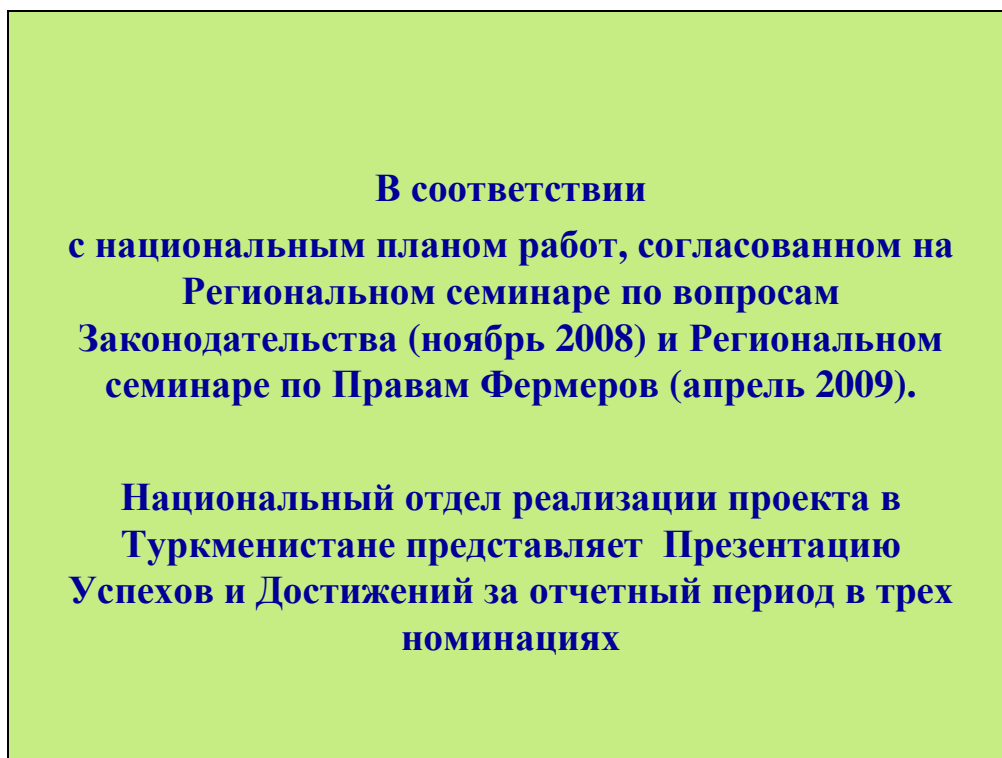 В соответствии
с национальным планом работ, согласованном на
Региональном семинаре по вопросам
Законодательства (ноябрь 2008) и Региональном
семинаре по Правам Фермеров (апрель 2009).
Национальный отдел реализации проекта в
Туркменистане представляет  Презентацию
Успехов и Достижений за отчетный период в трех
номинациях